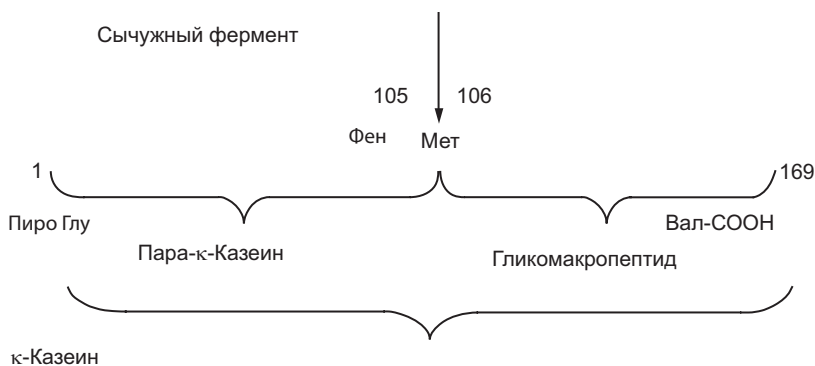 Сычужный фермент
105 106
Фен Мет
1 169
Пиро Глу Вал-COOH
Пара-κ-Казеин Гликомакропептид
κ-Казеин